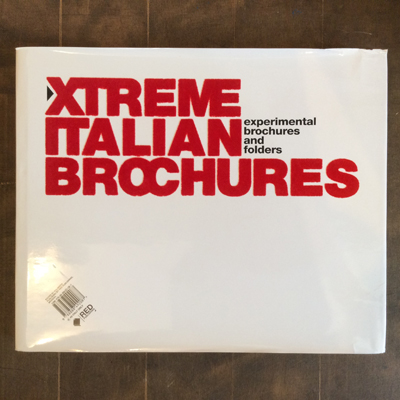 XTREME
ITALIAN
BROCHURES
experimental
brochures
and
folders
RED